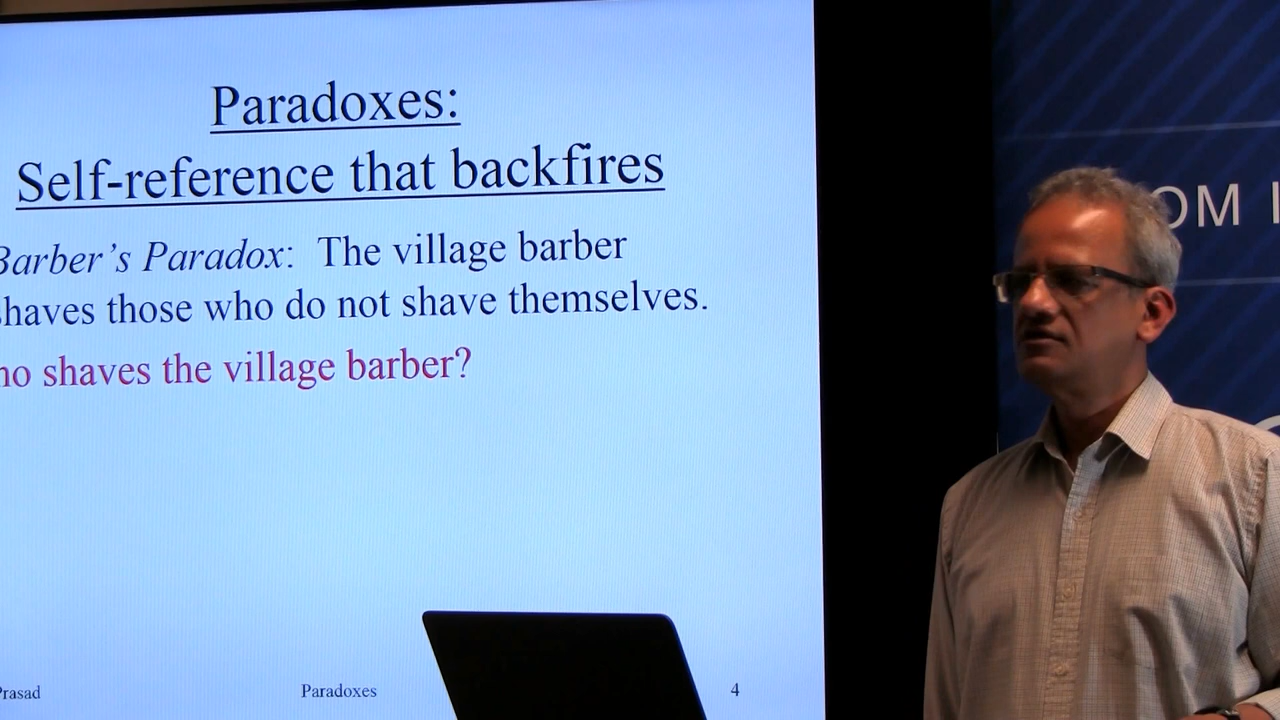 Paradoxes:
Self-reference that backfires
Barber's Paradox: The village barber
shaves those who do not shave themselves.
ho shaves the village barber?
Prasad
Paradoxes
4
OM I